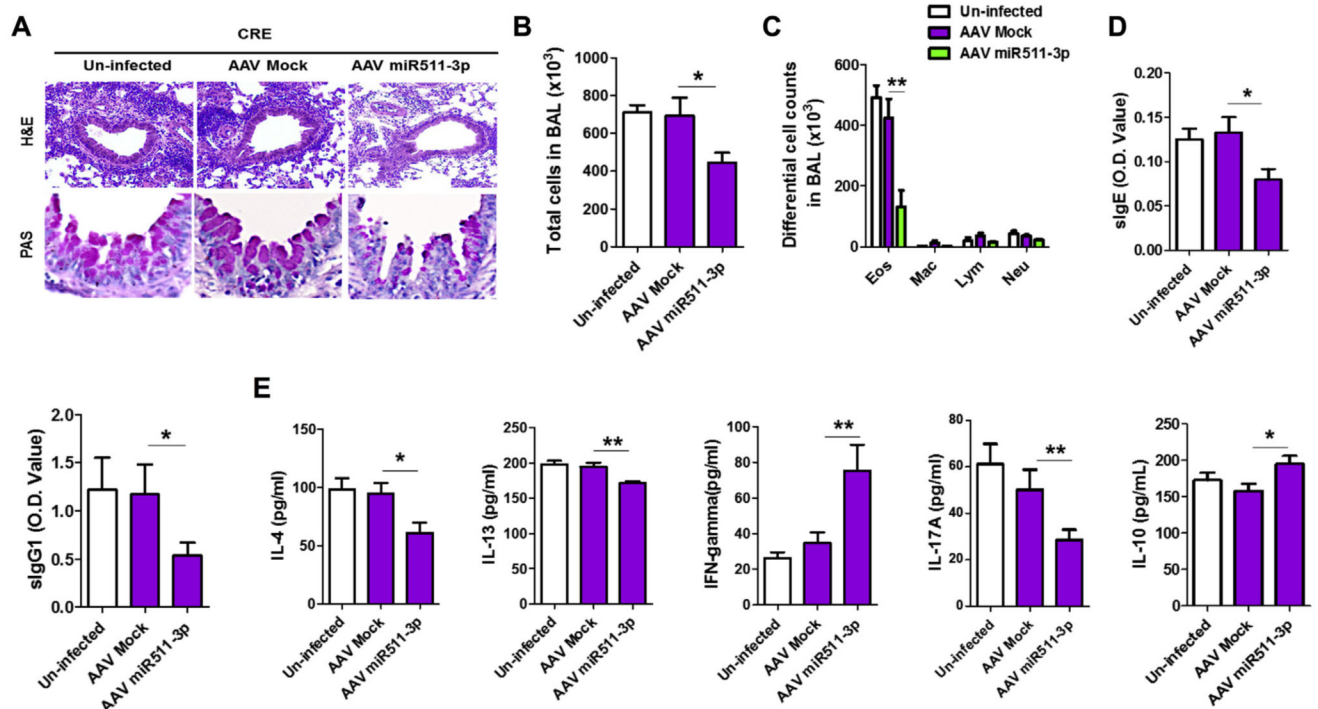 A
CRE
Un-infected AAV Mock AAV miR511-3p
H&E
PAS
B
Total cells in BAL (x10³)
1000
800
600
400
200
0
*
Un-infected
AAV Mock
AAV miR511-3p
C
Un-infected
AAV Mock
AAV miR511-3p
Differential cell counts
in BAL (x10³)
600
400
200
0
**
Eos
Mac
Lym
Neu
D
sIgE (O.D. Value)
0.20
0.15
0.10
0.05
0.00
*
Un-infected
AAV Mock
AAV miR511-3p
sIgG1 (O.D. Value)
2.0
1.5
1.0
0.5
0.0
*
Un-infected
AAV Mock
AAV miR511-3p
E
IL-4 (pg/ml)
150
100
50
0
*
Un-infected
AAV Mock
AAV miR511-3p
IL-13 (pg/ml)
250
200
150
100
50
0
**
Un-infected
AAV Mock
AAV miR511-3p
IFN-gamma(pg/ml)
100
80
60
40
20
0
**
Un-infected
AAV Mock
AAV miR511-3p
IL-17A (pg/ml)
80
60
40
20
0
**
Un-infected
AAV Mock
AAV miR511-3p
IL-10 (pg/mL)
250
200
150
100
50
0
*
Un-infected
AAV Mock
AAV miR511-3p